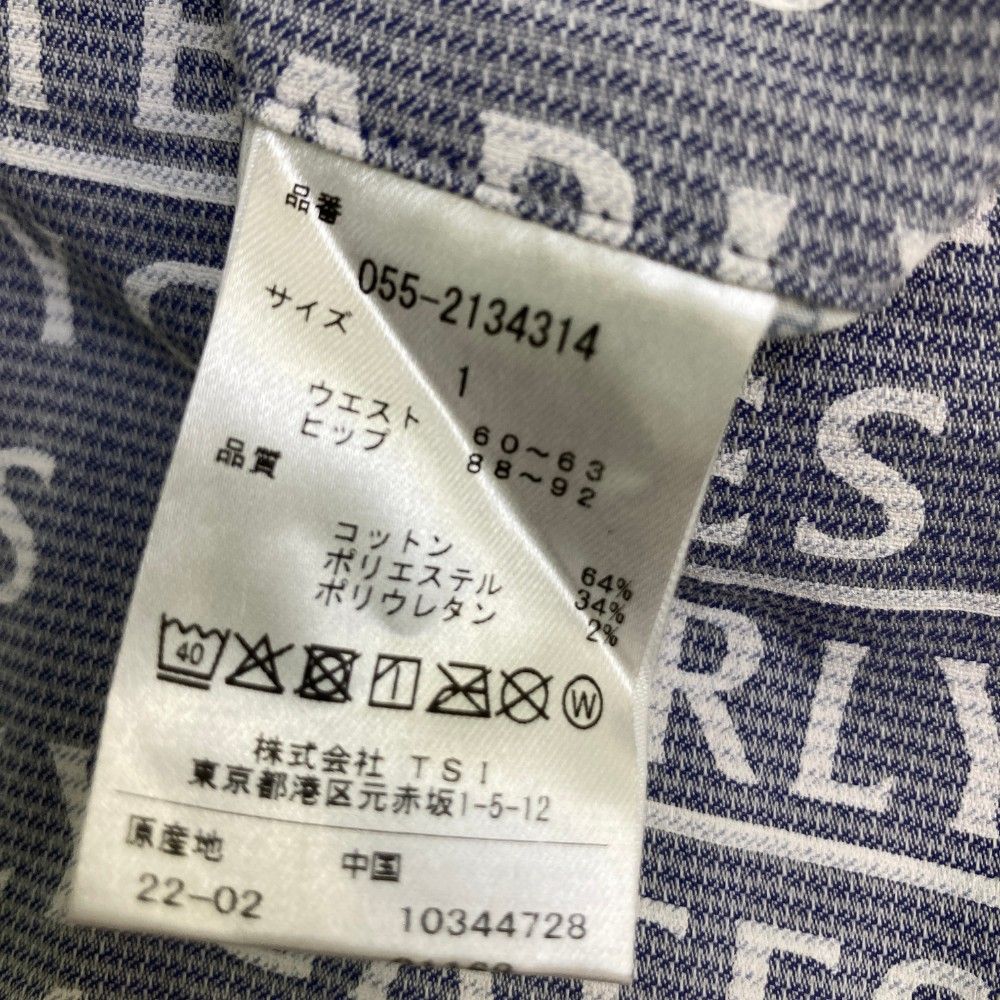 EARL
品番
055-2134314
サイズ
1
ウエスト 60～63
ヒップ 88～92
品質
コットン 64%
ポリエステル 34%
ポリウレタン 2%
40
W
株式会社 TSI
東京都港区元赤坂1-5-12
原産地 中国
22-02 10344728
ES
S
RLY